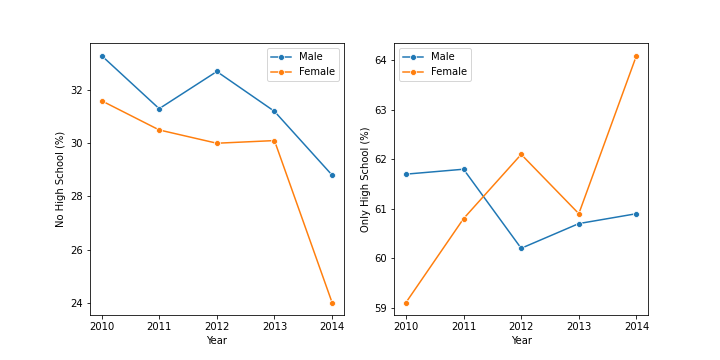 No High School (%)
32
30
28
26
24
2010 2011 2012 2013 2014
Year
Male
Female
Only High School (%)
64
63
62
61
60
59
2010 2011 2012 2013 2014
Year
Male
Female